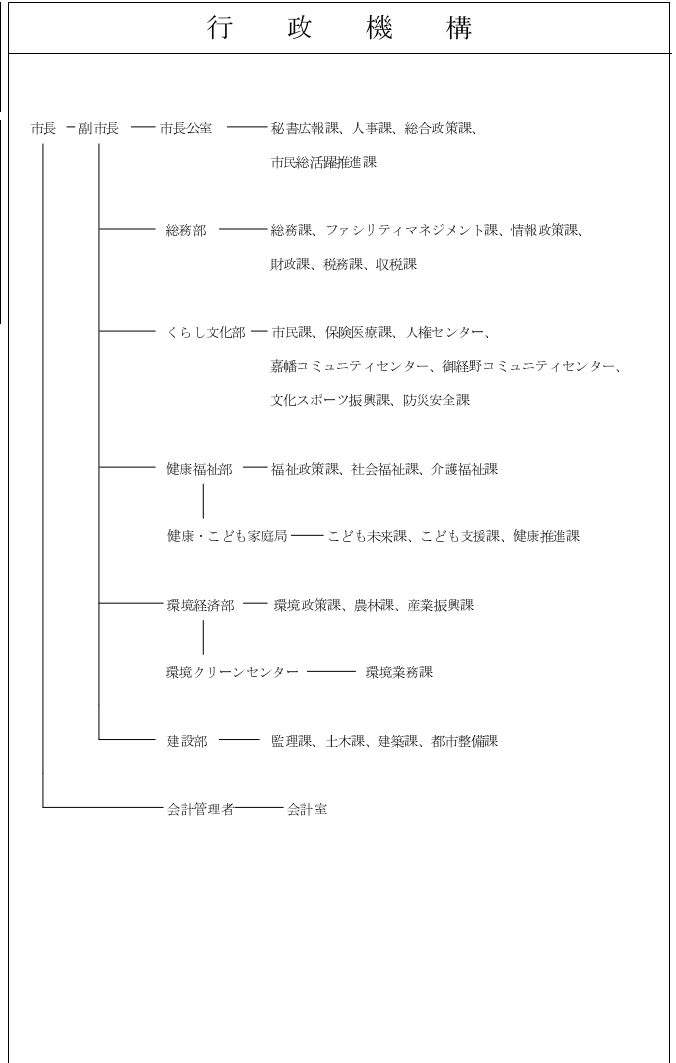 行政機構
市長 副市長 市長公室 秘書広報課、人事課、総合政策課、
市民総活躍推進課
総務部 総務課、ファシリティマネジメント課、情報政策課、
財政課、税務課、収税課
くらし文化部 市民課、保険医療課、人権センター、
嘉幡コミュニティセンター、御経野コミュニティセンター、
文化スポーツ振興課、防災安全課
健康福祉部 福祉政策課、社会福祉課、介護福祉課
健康・こども家庭局 こども未来課、こども支援課、健康推進課
環境経済部 環境政策課、農林課、産業振興課
環境クリーンセンター 環境業務課
建設部 監理課、土木課、建築課、都市整備課
会計管理者 会計室